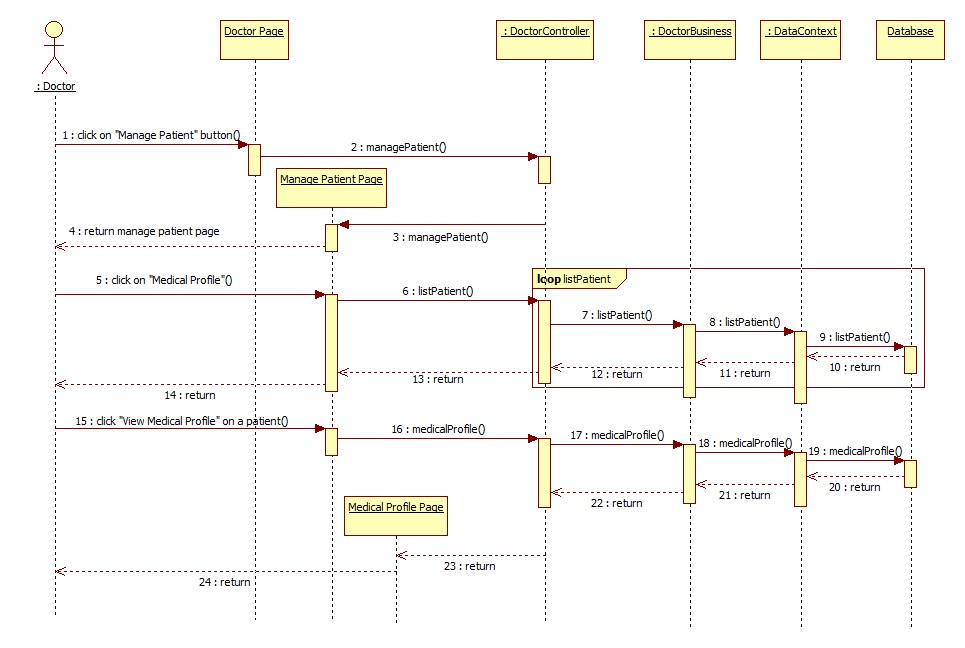 : Doctor
Doctor Page
: DoctorController
: DoctorBusiness
: DataContext
Database
1 : click on "Manage Patient" button()
2 : managePatient()
Manage Patient Page
3 : managePatient()
4 : return manage patient page
5 : click on "Medical Profile"()
loop listPatient
6 : listPatient()
7 : listPatient()
8 : listPatient()
9 : listPatient()
10 : return
11 : return
12 : return
13 : return
14 : return
15 : click "View Medical Profile" on a patient()
16 : medicalProfile()
17 : medicalProfile()
18 : medicalProfile()
19 : medicalProfile()
20 : return
21 : return
22 : return
Medical Profile Page
23 : return
24 : return